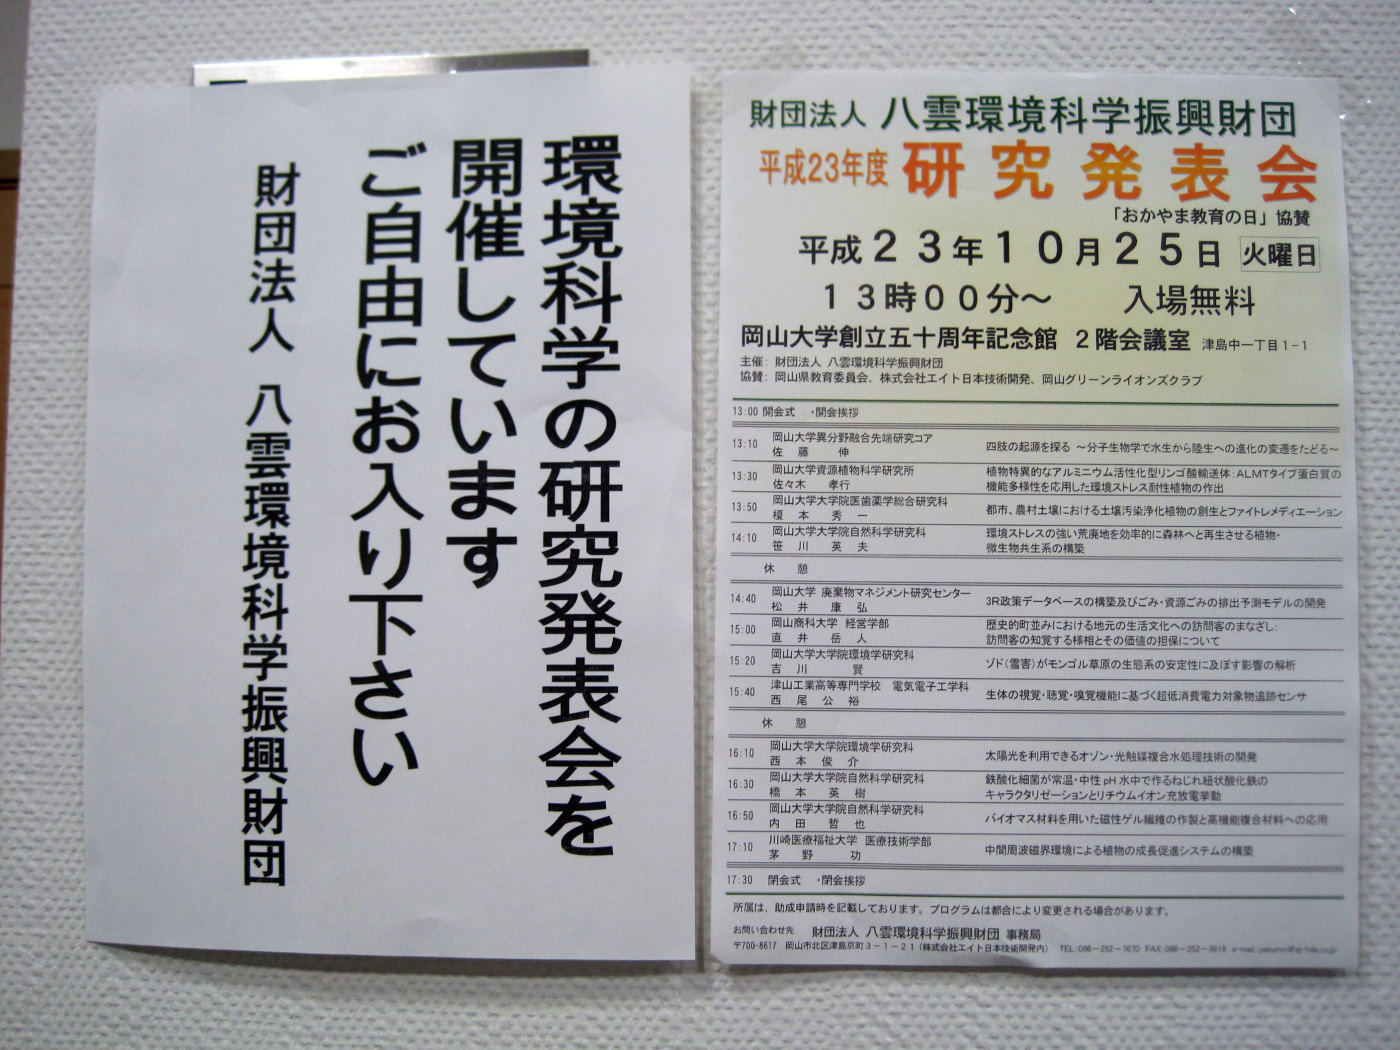 環境科学の研究発表会を
開催しています
ご自由にお入り下さい
財団法人 八雲環境科学振興財団
財団法人 八雲環境科学振興財団
平成23年度 研究発表会
「おかやま教育の日」協賛
平成２３年１０月２５日 火曜日
１３時００分～ 入場無料
岡山大学創立五十周年記念館 ２階会議室 津島中一丁目1-1
主催: 財団法人 八雲環境科学振興財団
協賛: 岡山県教育委員会、株式会社エイト日本技術開発、岡山グリーンライオンズクラブ
13:00 開会式 ・開会挨拶
13:10 岡山大学異分野融合先端研究コア
佐藤 伸
四肢の起源を探る ～分子生物学で水生から陸生への進化の変遷をたどる～
13:30 岡山大学資源植物科学研究所
佐々木 孝行
植物特異的なアルミニウム活性化型リンゴ酸輸送体:ALMTタイプ蛋白質の
機能多様性を応用した環境ストレス耐性植物の作出
13:50 岡山大学大学院医歯薬学総合研究科
榎本 秀一
都市、農村土壌における土壌汚染浄化植物の創生とファイトレメディエーション
14:10 岡山大学大学院自然科学研究科
笹川 英夫
環境ストレスの強い荒廃地を効率的に森林へと再生させる植物・
微生物共生系の構築
休憩
14:40 岡山大学 廃棄物マネジメント研究センター
松井 康弘
3R政策データベースの構築及びごみ・資源ごみの排出予測モデルの開発
15:00 岡山商科大学 経営学部
直井 岳人
歴史的町並みにおける地元の生活文化への訪問客のまなざし:
訪問客の知覚する様相とその価値の担保について
15:20 岡山大学大学院環境学研究科
吉川 賢
ゾド(雪害)がモンゴル草原の生態系の安定性に及ぼす影響の解析
15:40 津山工業高等専門学校 電気電子工学科
西尾 公裕
生体の視覚・聴覚・嗅覚機能に基づく超低消費電力対象物追跡センサ
休憩
16:10 岡山大学大学院環境学研究科
西本 俊介
太陽光を利用できるオゾン・光触媒複合水処理技術の開発
16:30 岡山大学大学院自然科学研究科
橋本 英樹
鉄酸化細菌が常温・中性pH水中で作るねじれ紐状酸化鉄の
キャラクタリゼーションとリチウムイオン充放電挙動
16:50 岡山大学大学院自然科学研究科
内田 哲也
バイオマス材料を用いた磁性ゲル繊維の作製と高機能複合材料への応用
17:10 川崎医療福祉大学 医療技術学部
茅野 功
中間周波磁界環境による植物の成長促進システムの構築
17:30 閉会式 ・閉会挨拶
所属は、助成申請時を記載しております。プログラムは都合により変更される場合があります。
お問い合わせ先 財団法人 八雲環境科学振興財団 事務局
〒700-8617 岡山市北区津島京町３－１－２１(株式会社エイト日本技術開発内) TEL:086-252-7670 FAX:086-252-8918